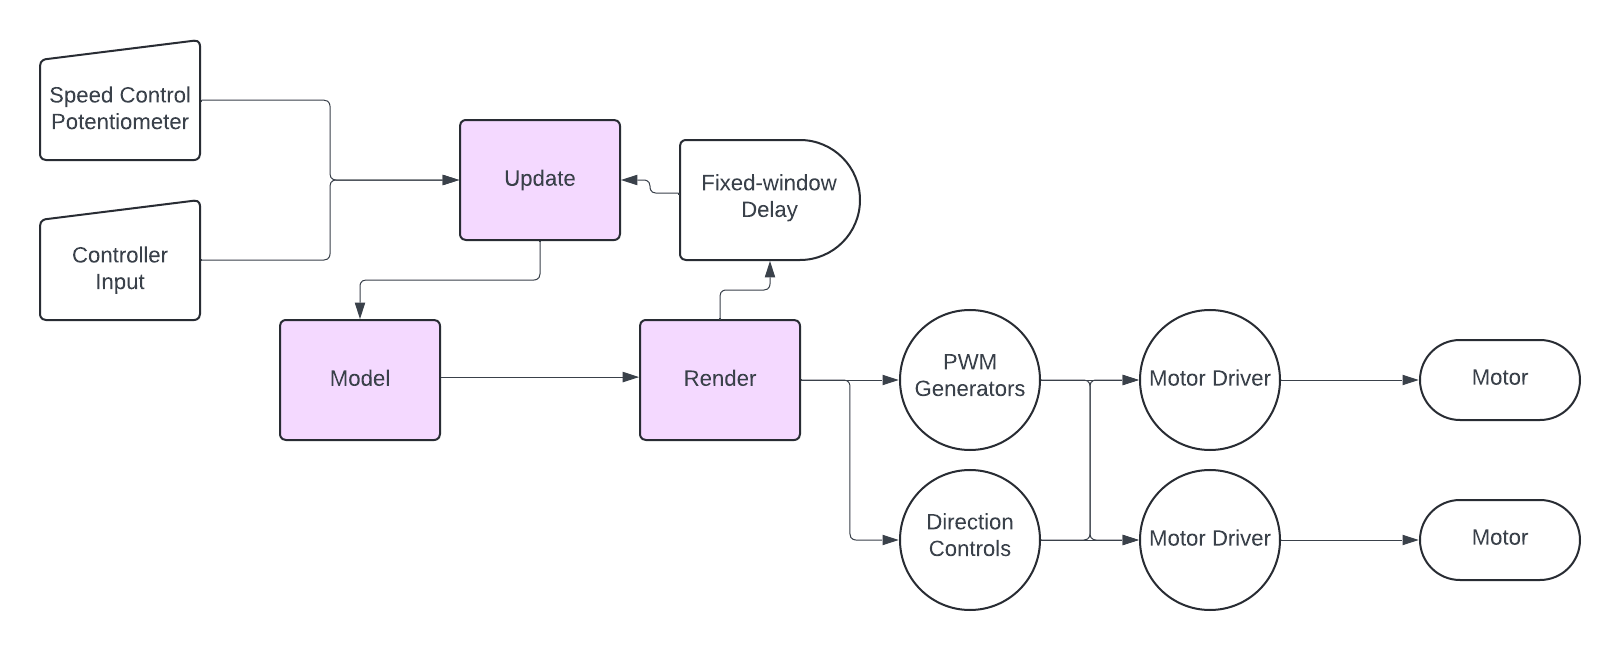 Speed Control
Potentiometer
Update
Fixed-window
Delay
Controller
Input
Model
Render
PWM
Generators
Motor Driver
Motor
Direction
Controls
Motor Driver
Motor